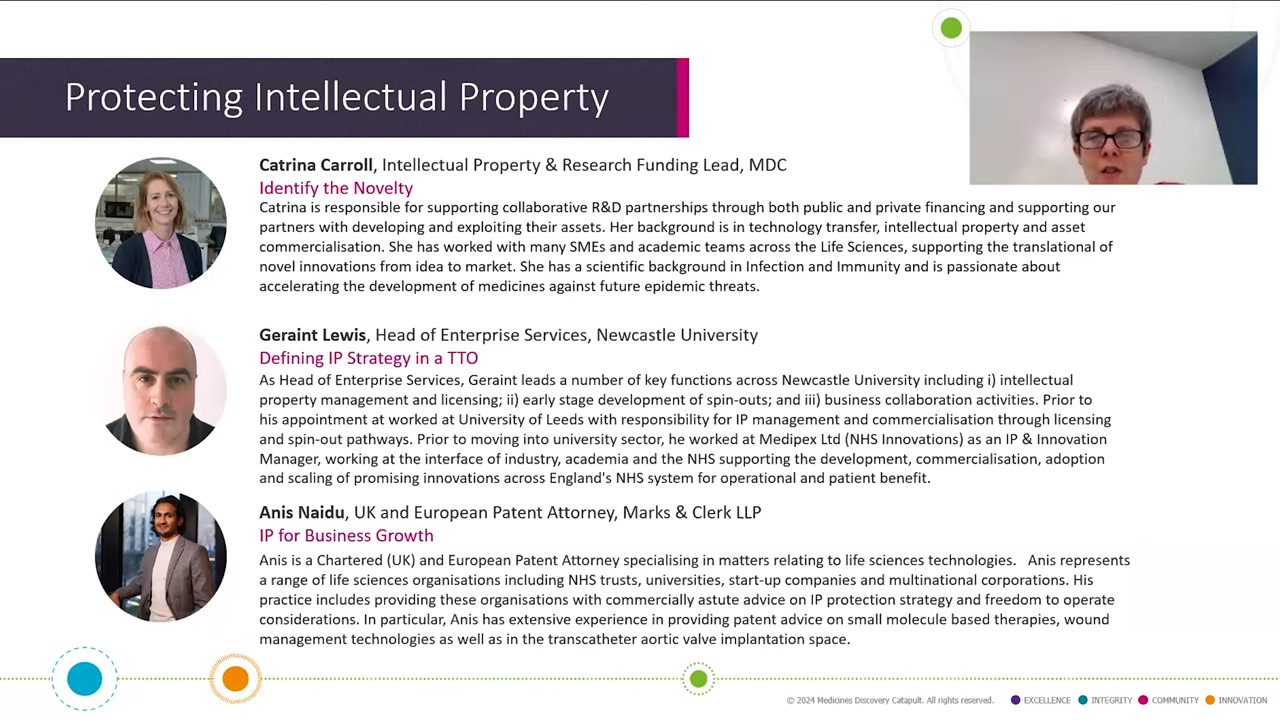 Protecting Intellectual Property
Catrina Carroll, Intellectual Property & Research Funding Lead, MDC
Identify the Novelty
Catrina is responsible for supporting collaborative R&D partnerships through both public and private financing and supporting our
partners with developing and exploiting their assets. Her background is in technology transfer, intellectual property and asset
commercialisation. She has worked with many SMEs and academic teams across the Life Sciences, supporting the translational of
novel innovations from idea to market. She has a scientific background in Infection and Immunity and is passionate about
accelerating the development of medicines against future epidemic threats.
Geraint Lewis, Head of Enterprise Services, Newcastle University
Defining IP Strategy in a TTO
As Head of Enterprise Services, Geraint leads a number of key functions across Newcastle University including i) intellectual
property management and licensing; ii) early stage development of spin-outs; and iii) business collaboration activities. Prior to
his appointment at worked at University of Leeds with responsibility for IP management and commercialisation through licensing
and spin-out pathways. Prior to moving into university sector, he worked at Medipex Ltd (NHS Innovations) as an IP & Innovation
Manager, working at the interface of industry, academia and the NHS supporting the development, commercialisation, adoption
and scaling of promising innovations across England's NHS system for operational and patient benefit.
Anis Naidu, UK and European Patent Attorney, Marks & Clerk LLP
IP for Business Growth
Anis is a Chartered (UK) and European Patent Attorney specialising in matters relating to life sciences technologies. Anis represents
a range of life sciences organisations including NHS trusts, universities, start-up companies and multinational corporations. His
practice includes providing these organisations with commercially astute advice on IP protection strategy and freedom to operate
considerations. In particular, Anis has extensive experience in providing patent advice on small molecule based therapies, wound
management technologies as well as in the transcatheter aortic valve implantation space.
© 2024 Medicines Discovery Catapult. All rights reserved. EXCELLENCE INTEGRITY COMMUNITY INNOVATION